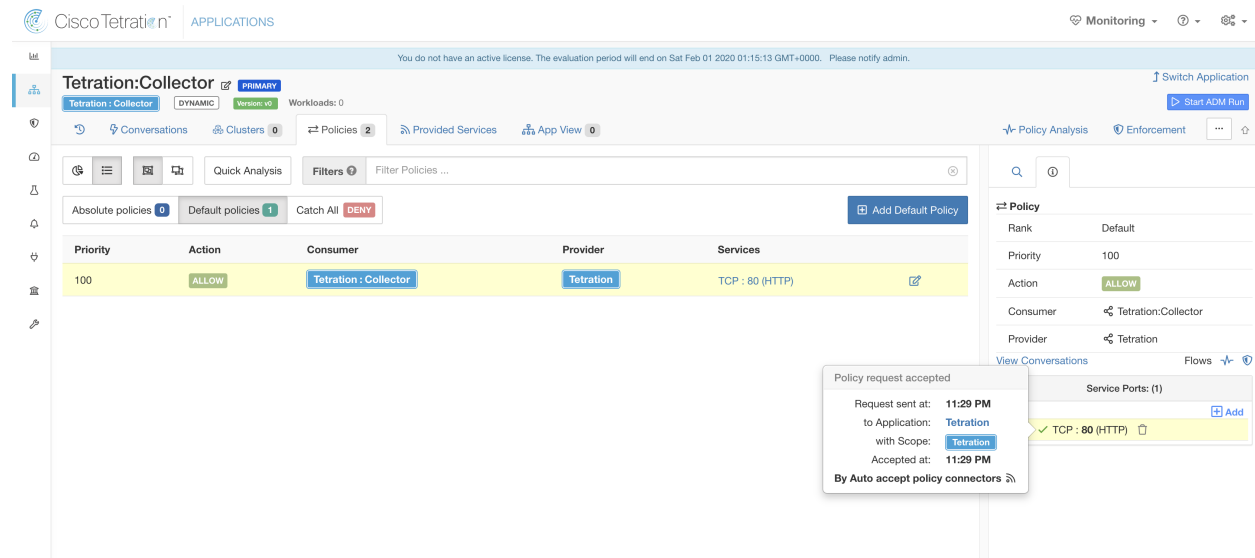 Cisco Tetration™ APPLICATIONS Monitoring
You do not have an active license. The evaluation period will end on Sat Feb 01 2020 01:15:13 GMT+0000. Please notify admin.
Tetration:Collector PRIMARY
Switch Application
Tetration : Collector DYNAMIC Version: v0 Workloads: 0
Start ADM Run
Conversations Clusters 0 Policies 2 Provided Services App View 0 Policy Analysis Enforcement ...
Quick Analysis Filters Filter Policies ...
Absolute policies 0 Default policies 1 Catch All DENY Add Default Policy
Priority Action Consumer Provider Services
100 ALLOW Tetration : Collector Tetration TCP : 80 (HTTP)
Policy
Rank Default
Priority 100
Action ALLOW
Consumer Tetration:Collector
Provider Tetration
View Conversations Flows
Service Ports: (1)
Add
TCP : 80 (HTTP)
Policy request accepted
Request sent at: 11:29 PM
to Application: Tetration
with Scope: Tetration
Accepted at: 11:29 PM
By Auto accept policy connectors